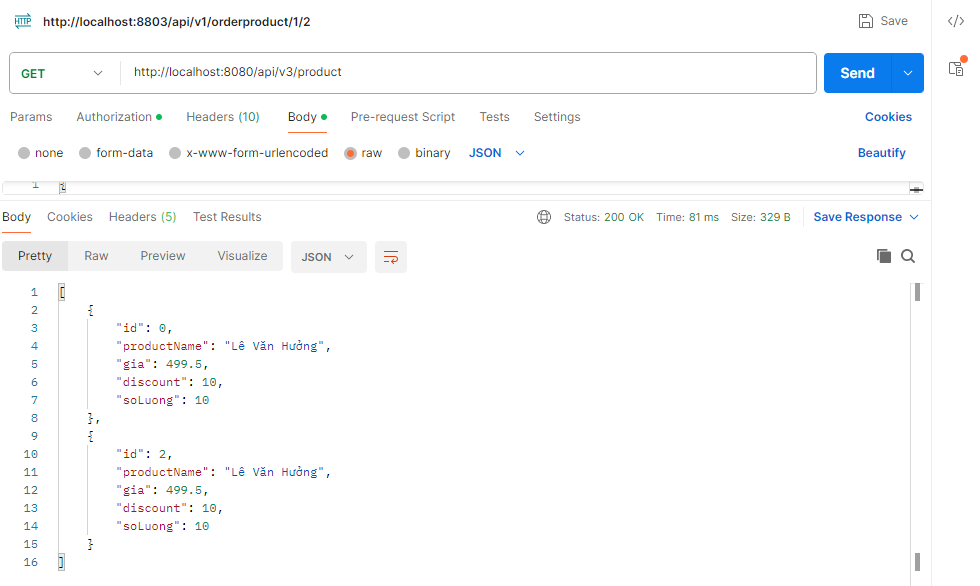 HTTP http://localhost:8803/api/v1/orderproduct/1/2 Save </>
GET http://localhost:8080/api/v3/product Send
Params Authorization Headers (10) Body Pre-request Script Tests Settings Cookies
none form-data x-www-form-urlencoded raw binary JSON Beautify
1 {
Body Cookies Headers (5) Test Results Status: 200 OK Time: 81 ms Size: 329 B Save Response
Pretty Raw Preview Visualize JSON
1 [
2 {
3 "id": 0,
4 "productName": "Lê Văn Hưởng",
5 "gia": 499.5,
6 "discount": 10,
7 "soLuong": 10
8 },
9 {
10 "id": 2,
11 "productName": "Lê Văn Hưởng",
12 "gia": 499.5,
13 "discount": 10,
14 "soLuong": 10
15 }
16 ]